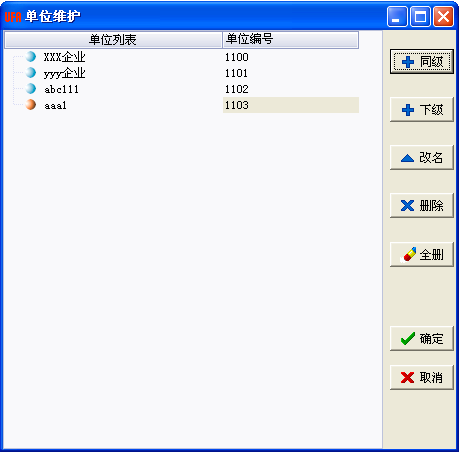 UFA 单位维护
单位列表 单位编号
XXX企业 1100
yyy企业 1101
abc111 1102
aaa1 1103
同级
下级
改名
删除
全删
确定
取消